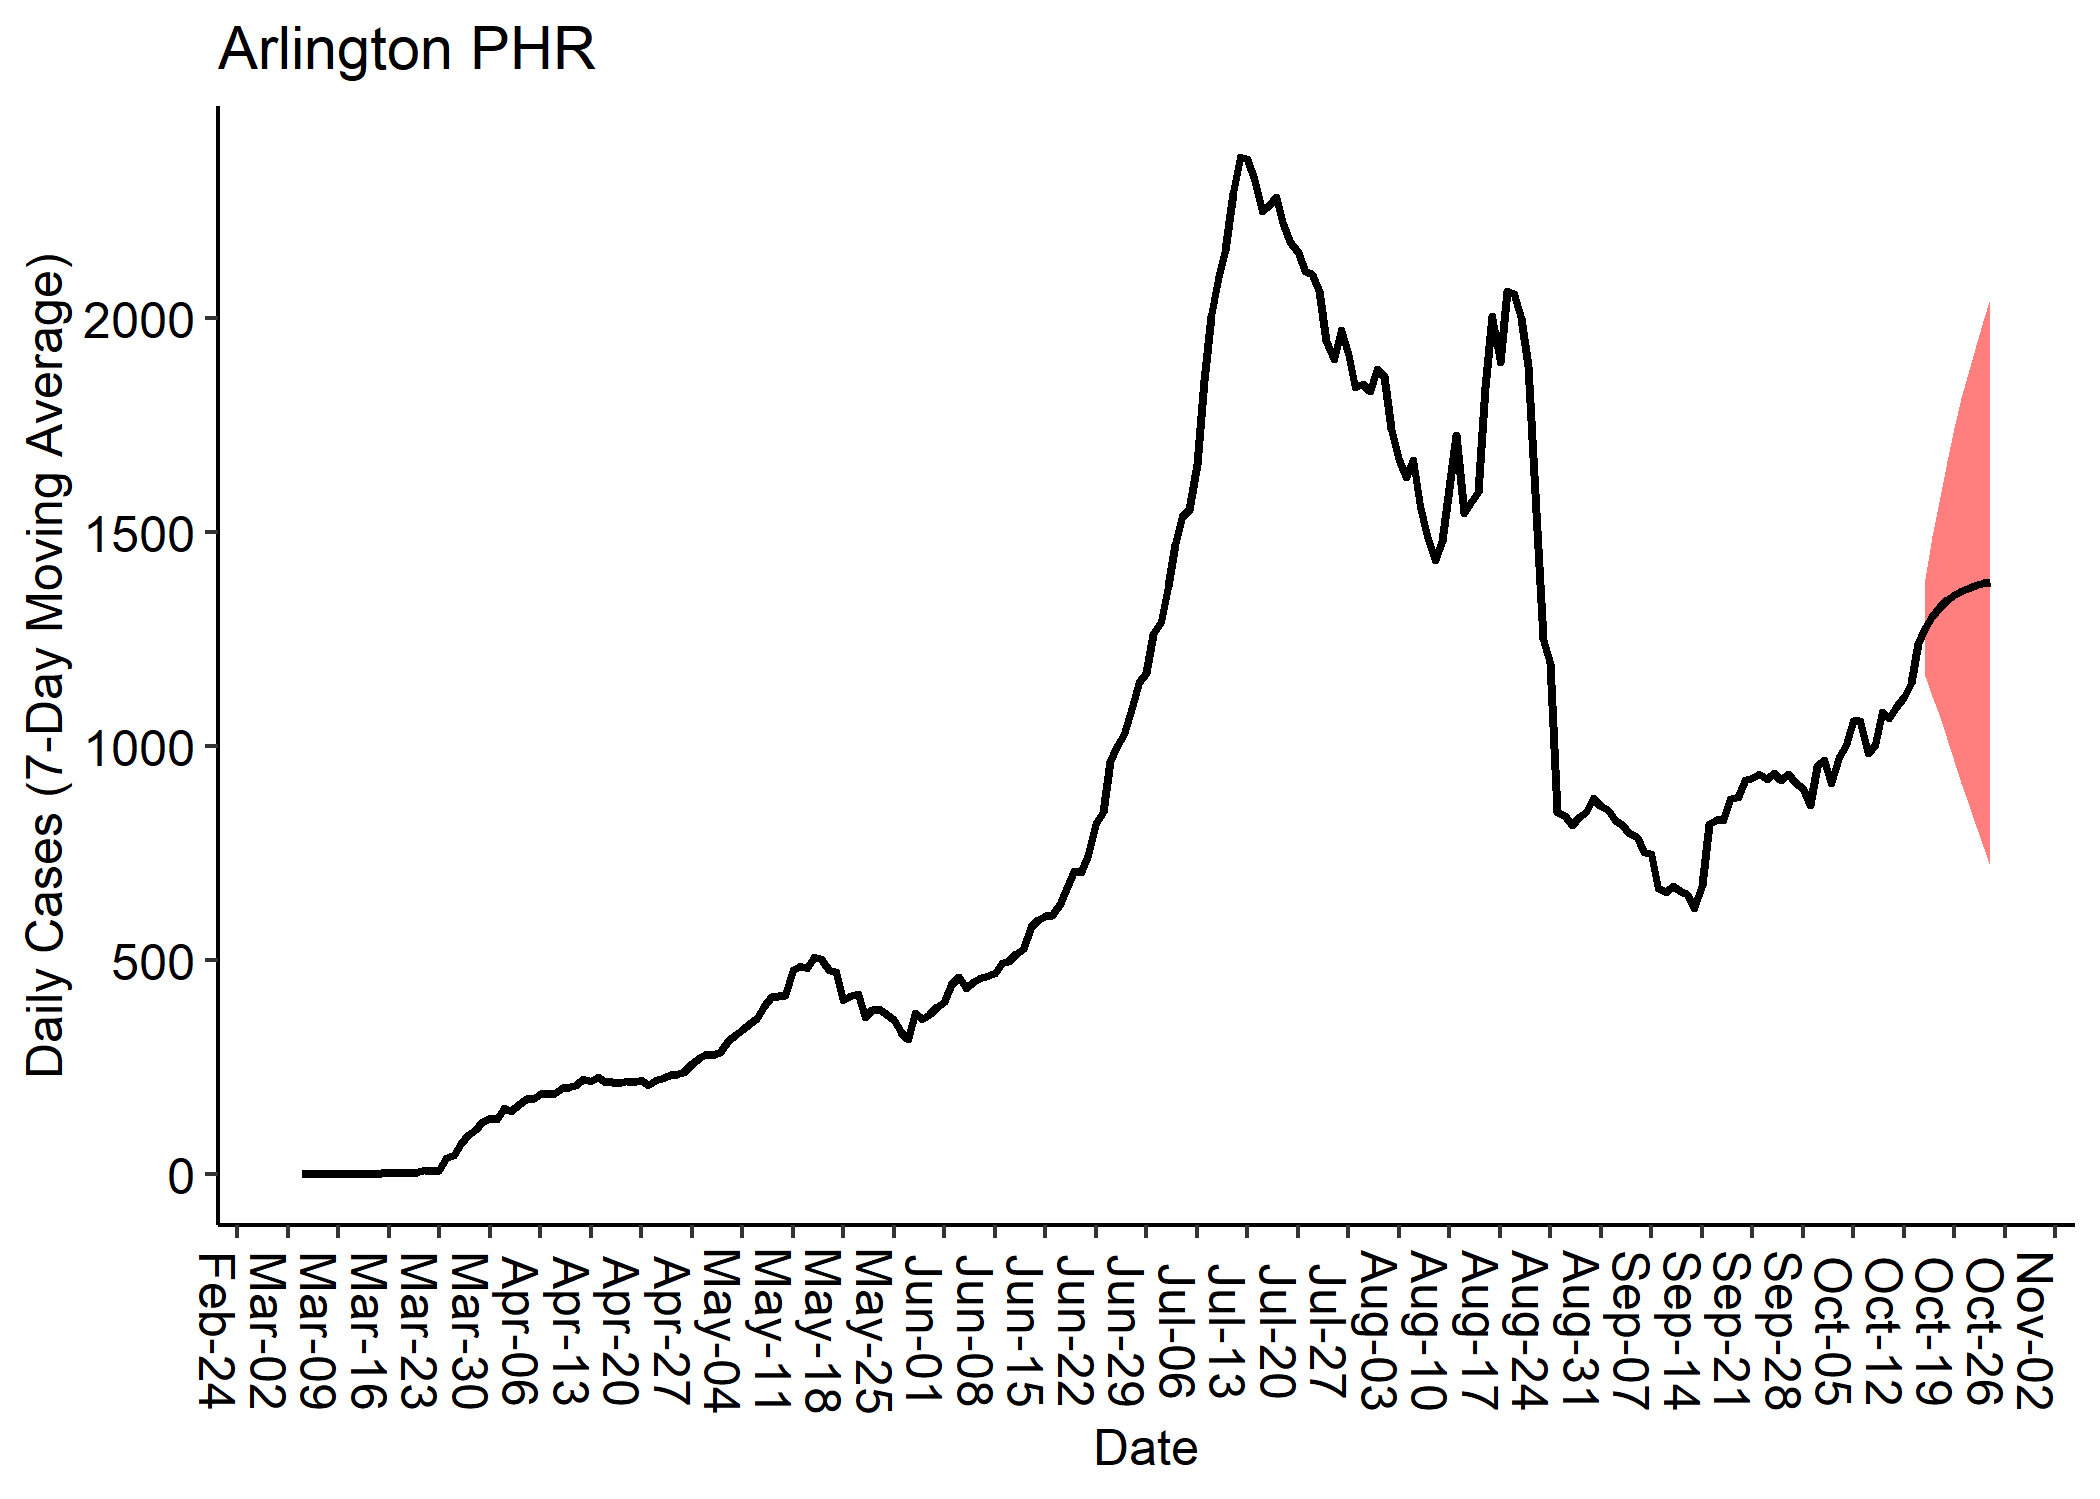 Arlington PHR
Daily Cases (7-Day Moving Average)
2000
1500
1000
500
0
Feb-24
Mar-02
Mar-09
Mar-16
Mar-23
Mar-30
Apr-06
Apr-13
Apr-20
Apr-27
May-04
May-11
May-18
May-25
Jun-01
Jun-08
Jun-15
Jun-22
Jun-29
Jul-06
Jul-13
Jul-20
Jul-27
Aug-03
Aug-10
Aug-17
Aug-24
Aug-31
Sep-07
Sep-14
Sep-21
Sep-28
Oct-05
Oct-12
Oct-19
Oct-26
Nov-02
Date